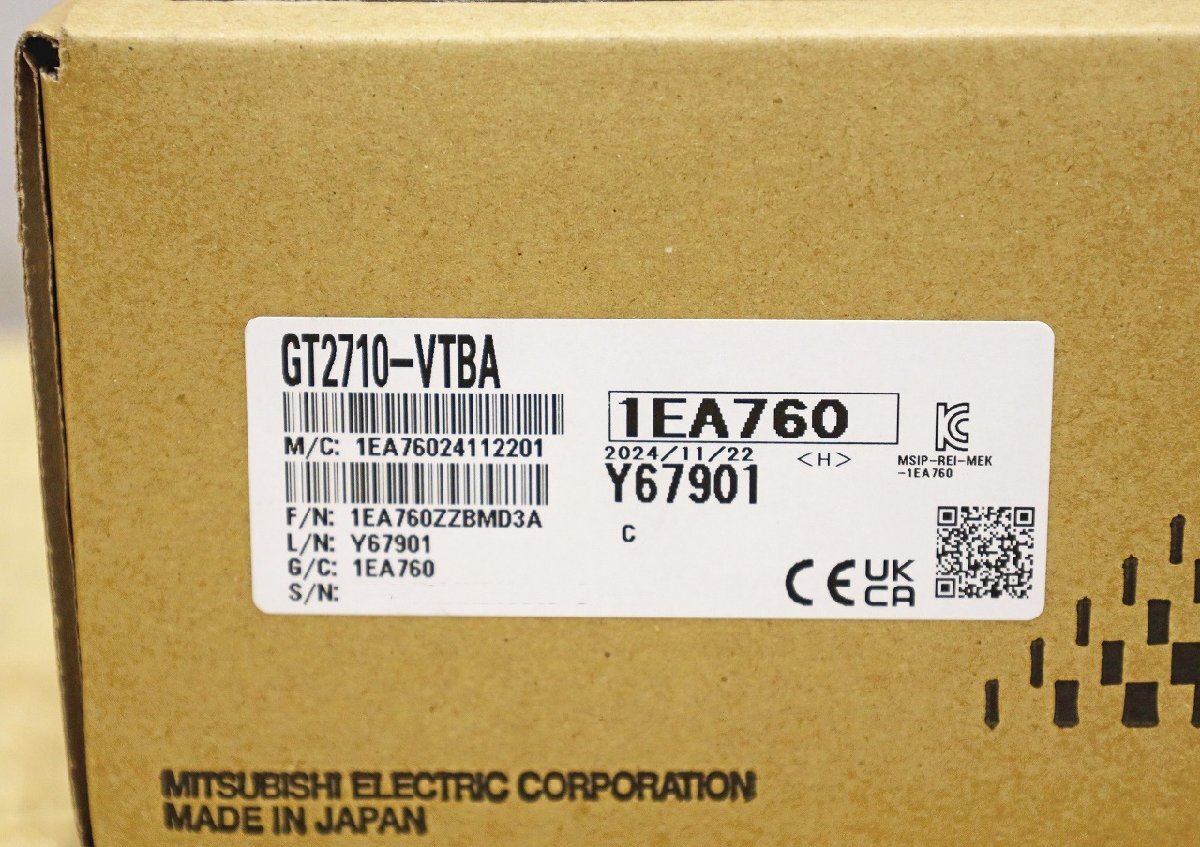 GT2710-VTBA
M/C: 1EA76024112201
F/N: 1EA760ZZBMD3A
L/N: Y67901
G/C: 1EA760
S/N:
1EA760
2024/11/22 <H>
Y67901
C
MSIP-REI-MEK
-1EA760
CE UK
CA
MITSUBISHI ELECTRIC CORPORATION
MADE IN JAPAN